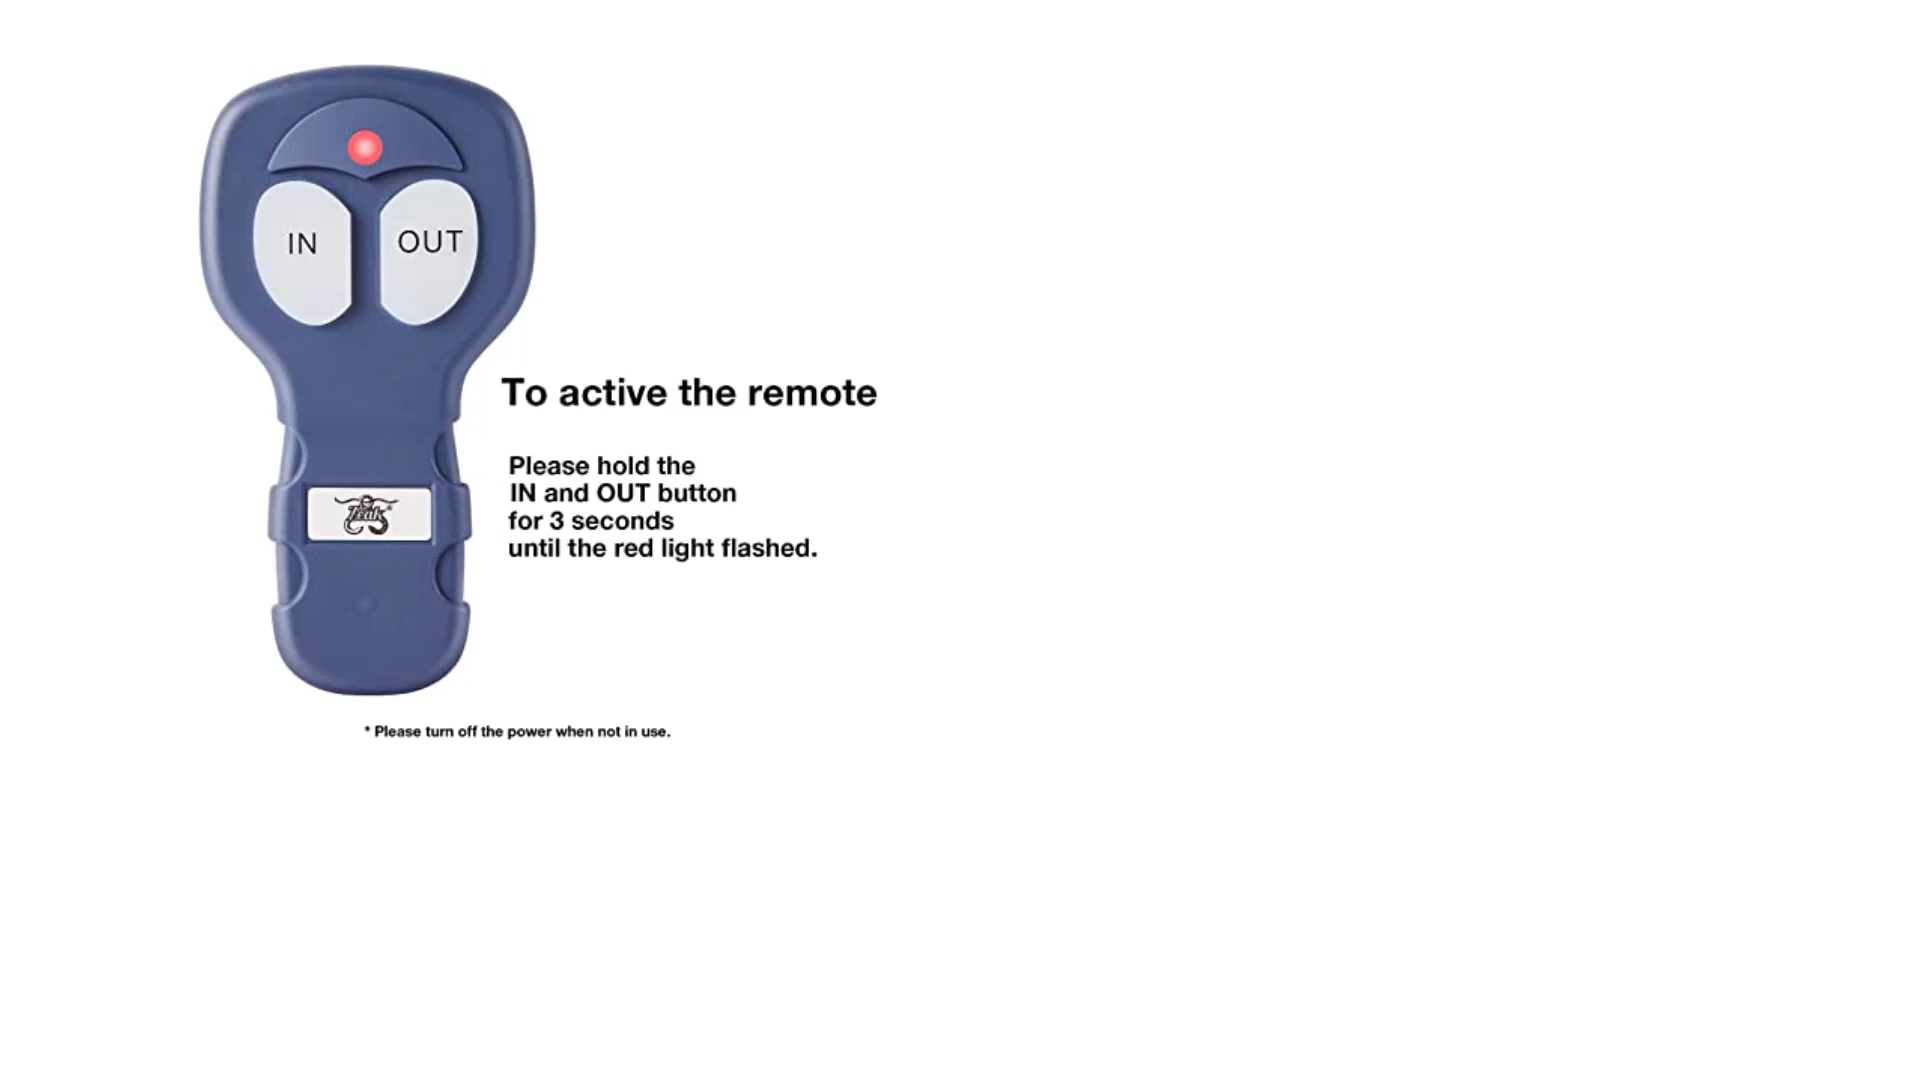 IN
OUT
To active the remote
Please hold the
IN and OUT button
for 3 seconds
until the red light flashed.
* Please turn off the power when not in use.